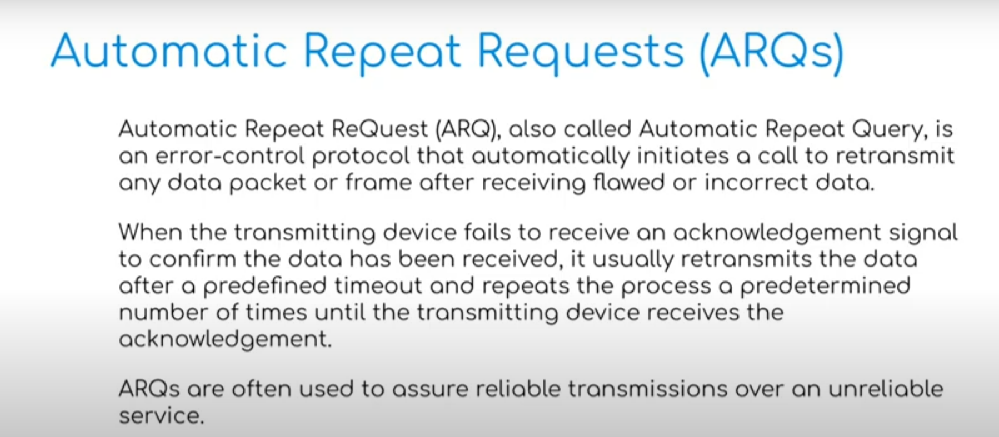 Automatic Repeat Requests (ARQs)
Automatic Repeat ReQuest (ARQ), also called Automatic Repeat Query, is
an error-control protocol that automatically initiates a call to retransmit
any data packet or frame after receiving flawed or incorrect data.
When the transmitting device fails to receive an acknowledgement signal
to confirm the data has been received, it usually retransmits the data
after a predefined timeout and repeats the process a predetermined
number of times until the transmitting device receives the
acknowledgement.
ARQs are often used to assure reliable transmissions over an unreliable
service.